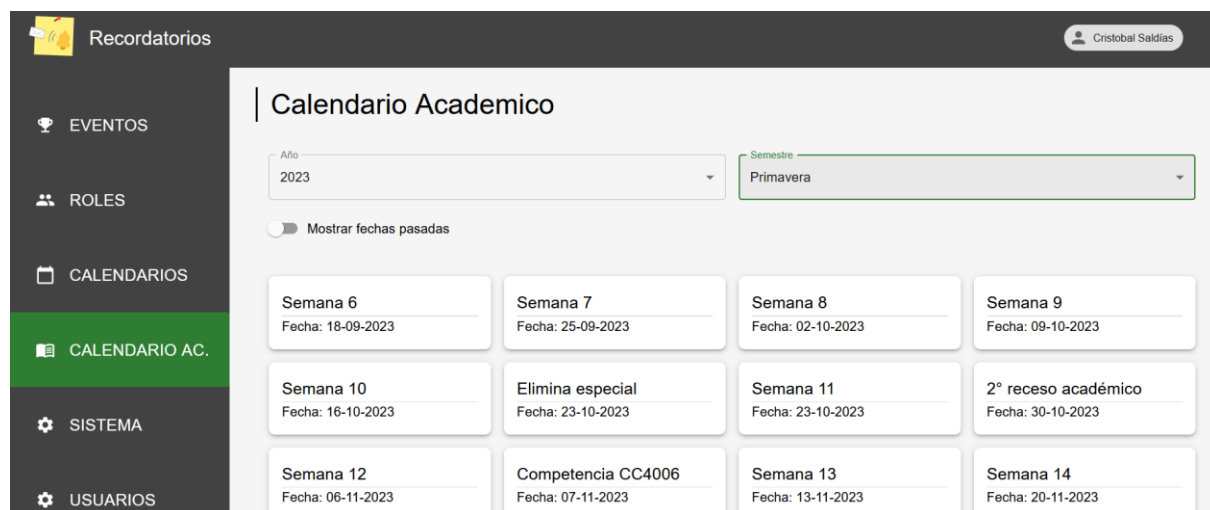 Recordatorios
Cristobal Saldías
EVENTOS
ROLES
CALENDARIOS
CALENDARIO AC.
SISTEMA
USUARIOS
Calendario Academico
Año
2023
Semestre
Primavera
Mostrar fechas pasadas
Semana 6
Fecha: 18-09-2023
Semana 7
Fecha: 25-09-2023
Semana 8
Fecha: 02-10-2023
Semana 9
Fecha: 09-10-2023
Semana 10
Fecha: 16-10-2023
Elimina especial
Fecha: 23-10-2023
Semana 11
Fecha: 23-10-2023
2° receso académico
Fecha: 30-10-2023
Semana 12
Fecha: 06-11-2023
Competencia CC4006
Fecha: 07-11-2023
Semana 13
Fecha: 13-11-2023
Semana 14
Fecha: 20-11-2023